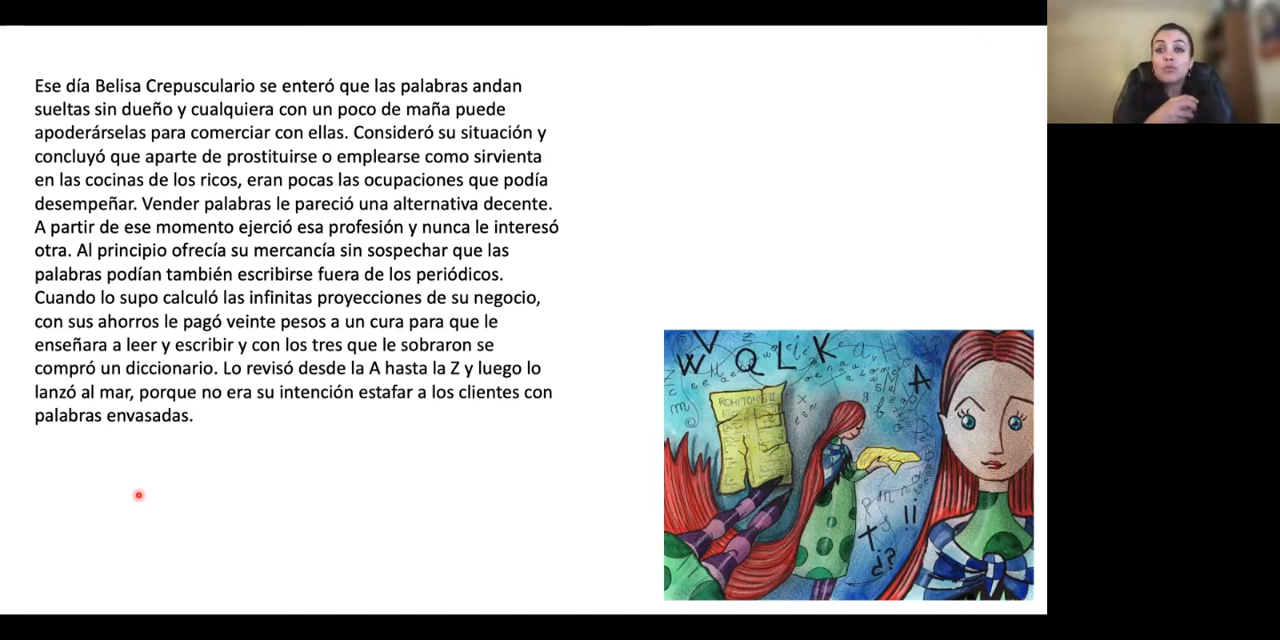 Ese día Belisa Crepusculario se enteró que las palabras andan
sueltas sin dueño y cualquiera con un poco de maña puede
apoderárselas para comerciar con ellas. Consideró su situación y
concluyó que aparte de prostituirse o emplearse como sirvienta
en las cocinas de los ricos, eran pocas las ocupaciones que podía
desempeñar. Vender palabras le pareció una alternativa decente.
A partir de ese momento ejerció esa profesión y nunca le interesó
otra. Al principio ofrecía su mercancía sin sospechar que las
palabras podían también escribirse fuera de los periódicos.
Cuando lo supo calculó las infinitas proyecciones de su negocio,
con sus ahorros le pagó veinte pesos a un cura para que le
enseñara a leer y escribir y con los tres que le sobraron se
compró un diccionario. Lo revisó desde la A hasta la Z y luego lo
lanzó al mar, porque no era su intención estafar a los clientes con
palabras envasadas.
V
W Q L K
A
¡¡
¿?